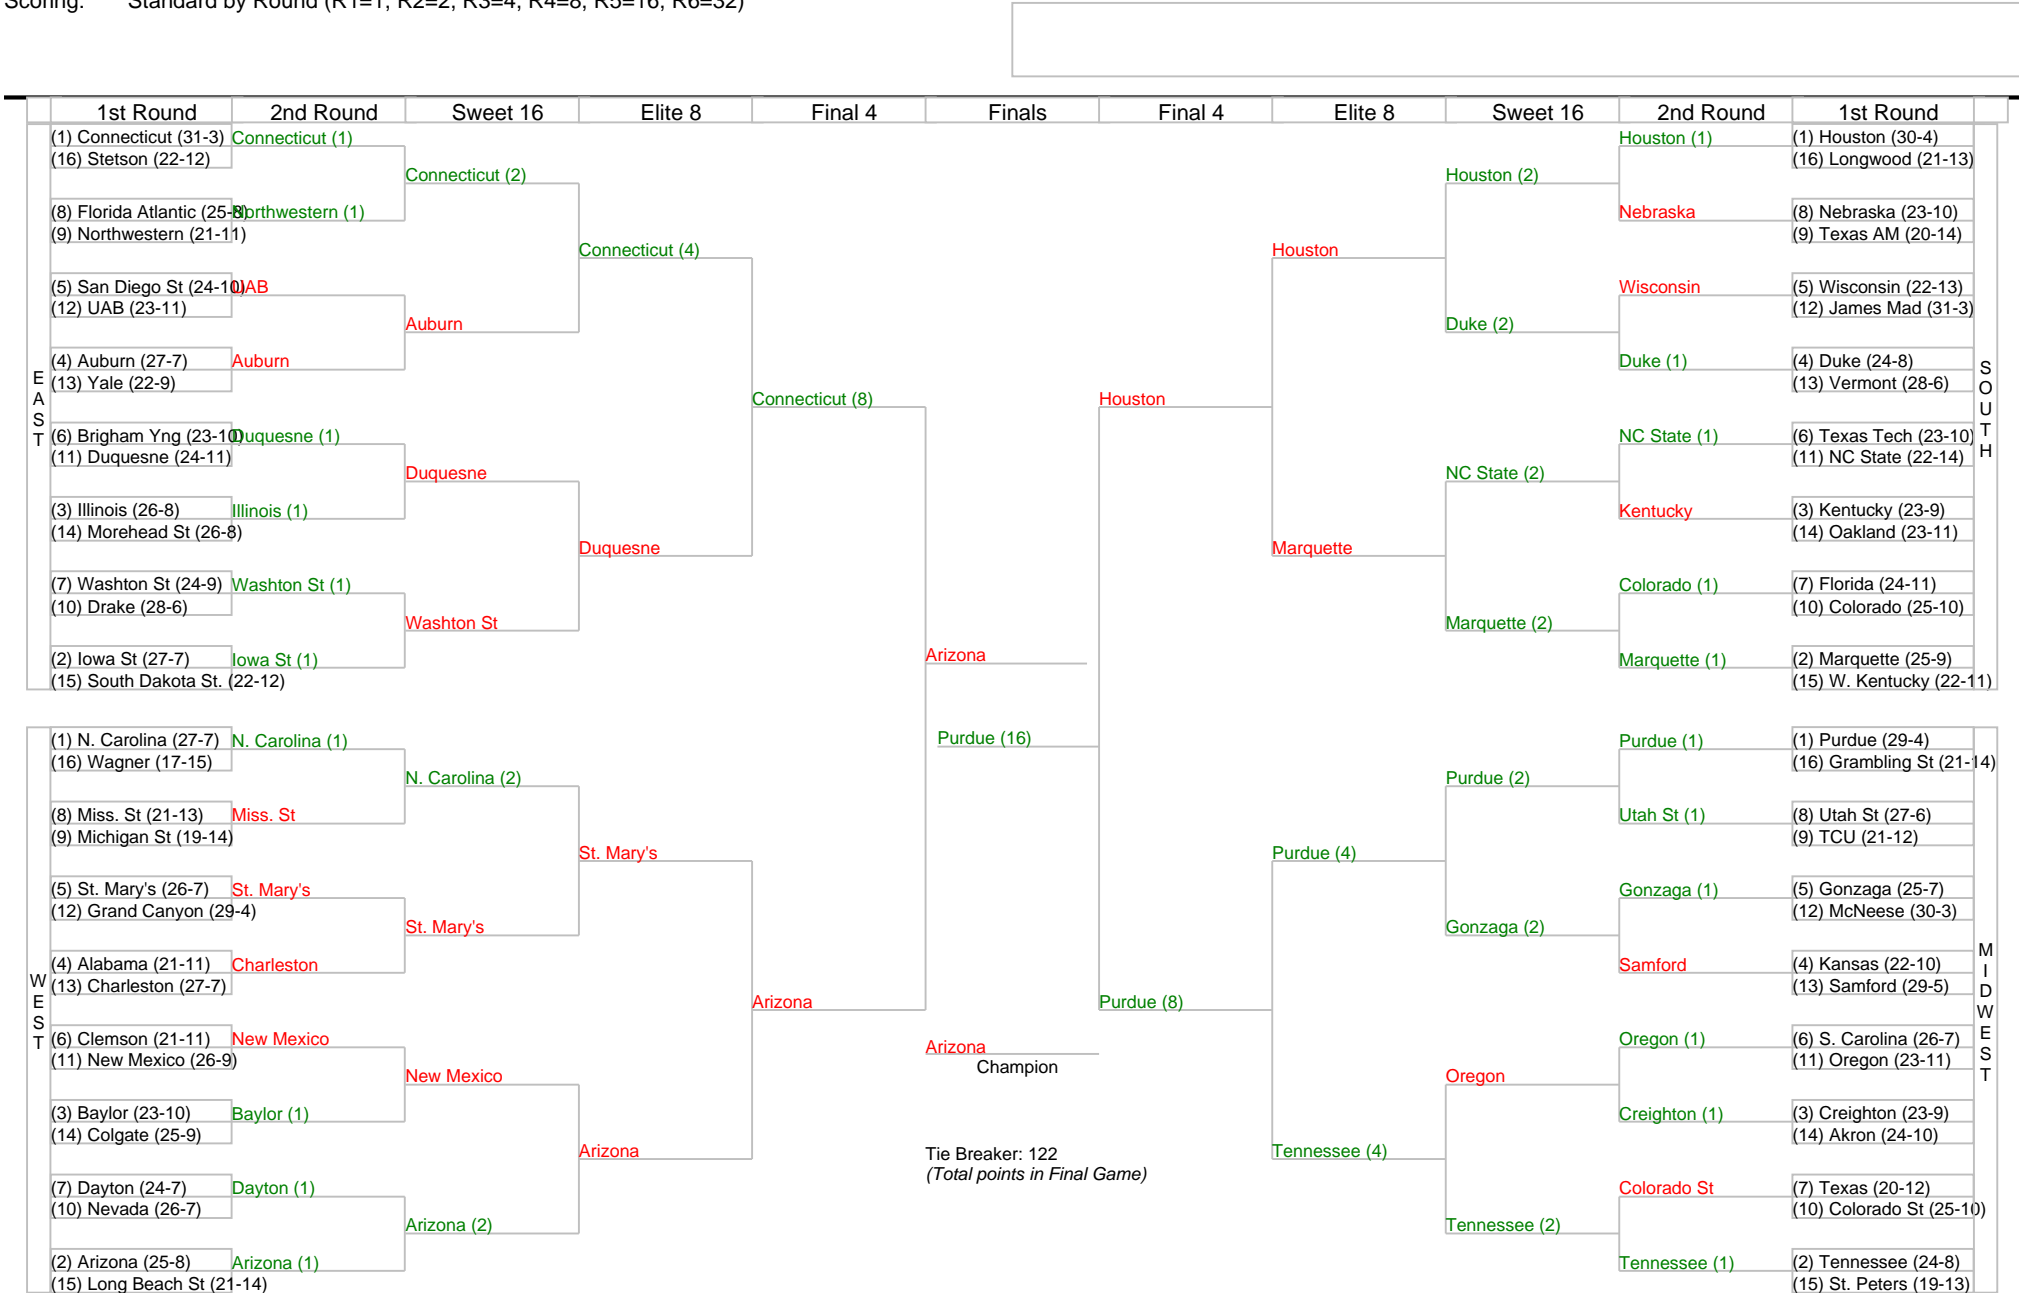 Scoring: Standard by Round (R1=1, R2=2, R3=4, R4=8, R5=16, R6=32)
1st Round 2nd Round Sweet 16 Elite 8 Final 4 Finals Final 4 Elite 8 Sweet 16 2nd Round 1st Round
EAST
(1) Connecticut (31-3)
(16) Stetson (22-12)
(8) Florida Atlantic (25-8)
(9) Northwestern (21-11)
(5) San Diego St (24-10)
(12) UAB (23-11)
(4) Auburn (27-7)
(13) Yale (22-9)
(6) Brigham Yng (23-10)
(11) Duquesne (24-11)
(3) Illinois (26-8)
(14) Morehead St (26-8)
(7) Washton St (24-9)
(10) Drake (28-6)
(2) Iowa St (27-7)
(15) South Dakota St. (22-12)
Connecticut (1)
Northwestern (1)
UAB
Auburn
Duquesne (1)
Illinois (1)
Washton St (1)
Iowa St (1)
Connecticut (2)
Auburn
Duquesne
Washton St
Connecticut (4)
Duquesne
Connecticut (8)
WEST
(1) N. Carolina (27-7)
(16) Wagner (17-15)
(8) Miss. St (21-13)
(9) Michigan St (19-14)
(5) St. Mary's (26-7)
(12) Grand Canyon (29-4)
(4) Alabama (21-11)
(13) Charleston (27-7)
(6) Clemson (21-11)
(11) New Mexico (26-9)
(3) Baylor (23-10)
(14) Colgate (25-9)
(7) Dayton (24-7)
(10) Nevada (26-7)
(2) Arizona (25-8)
(15) Long Beach St (21-14)
N. Carolina (1)
Miss. St
St. Mary's
Charleston
New Mexico
Baylor (1)
Dayton (1)
Arizona (1)
N. Carolina (2)
St. Mary's
New Mexico
Arizona (2)
St. Mary's
Arizona
Arizona
Arizona
Purdue (16)
Arizona
Champion
Tie Breaker: 122
(Total points in Final Game)
Houston
Purdue (8)
Houston
Marquette
Houston (2)
Duke (2)
NC State (2)
Marquette (2)
Houston (1)
Nebraska
Wisconsin
Duke (1)
NC State (1)
Kentucky
Colorado (1)
Marquette (1)
(1) Houston (30-4)
(16) Longwood (21-13)
(8) Nebraska (23-10)
(9) Texas AM (20-14)
(5) Wisconsin (22-13)
(12) James Mad (31-3)
(4) Duke (24-8)
(13) Vermont (28-6)
(6) Texas Tech (23-10)
(11) NC State (22-14)
(3) Kentucky (23-9)
(14) Oakland (23-11)
(7) Florida (24-11)
(10) Colorado (25-10)
(2) Marquette (25-9)
(15) W. Kentucky (22-11)
SOUTH
Purdue (4)
Tennessee (4)
Purdue (2)
Gonzaga (2)
Oregon
Tennessee (2)
Purdue (1)
Utah St (1)
Gonzaga (1)
Samford
Oregon (1)
Creighton (1)
Colorado St
Tennessee (1)
(1) Purdue (29-4)
(16) Grambling St (21-14)
(8) Utah St (27-6)
(9) TCU (21-12)
(5) Gonzaga (25-7)
(12) McNeese (30-3)
(4) Kansas (22-10)
(13) Samford (29-5)
(6) S. Carolina (26-7)
(11) Oregon (23-11)
(3) Creighton (23-9)
(14) Akron (24-10)
(7) Texas (20-12)
(10) Colorado St (25-10)
(2) Tennessee (24-8)
(15) St. Peters (19-13)
MIDWEST